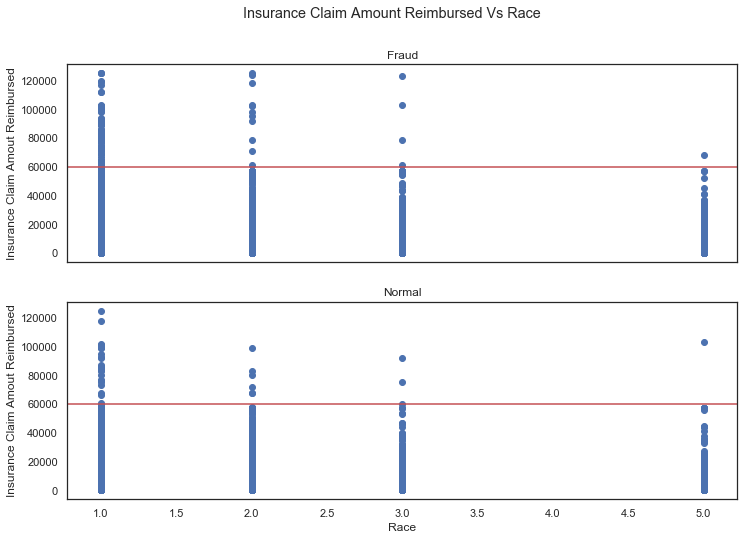 Insurance Claim Amount Reimbursed Vs Race
Fraud
Insurance Claim Amout Reimbursed
120000
100000
80000
60000
40000
20000
0
Normal
Insurance Claim Amout Reimbursed
120000
100000
80000
60000
40000
20000
0
1.0 1.5 2.0 2.5 3.0 3.5 4.0 4.5 5.0
Race